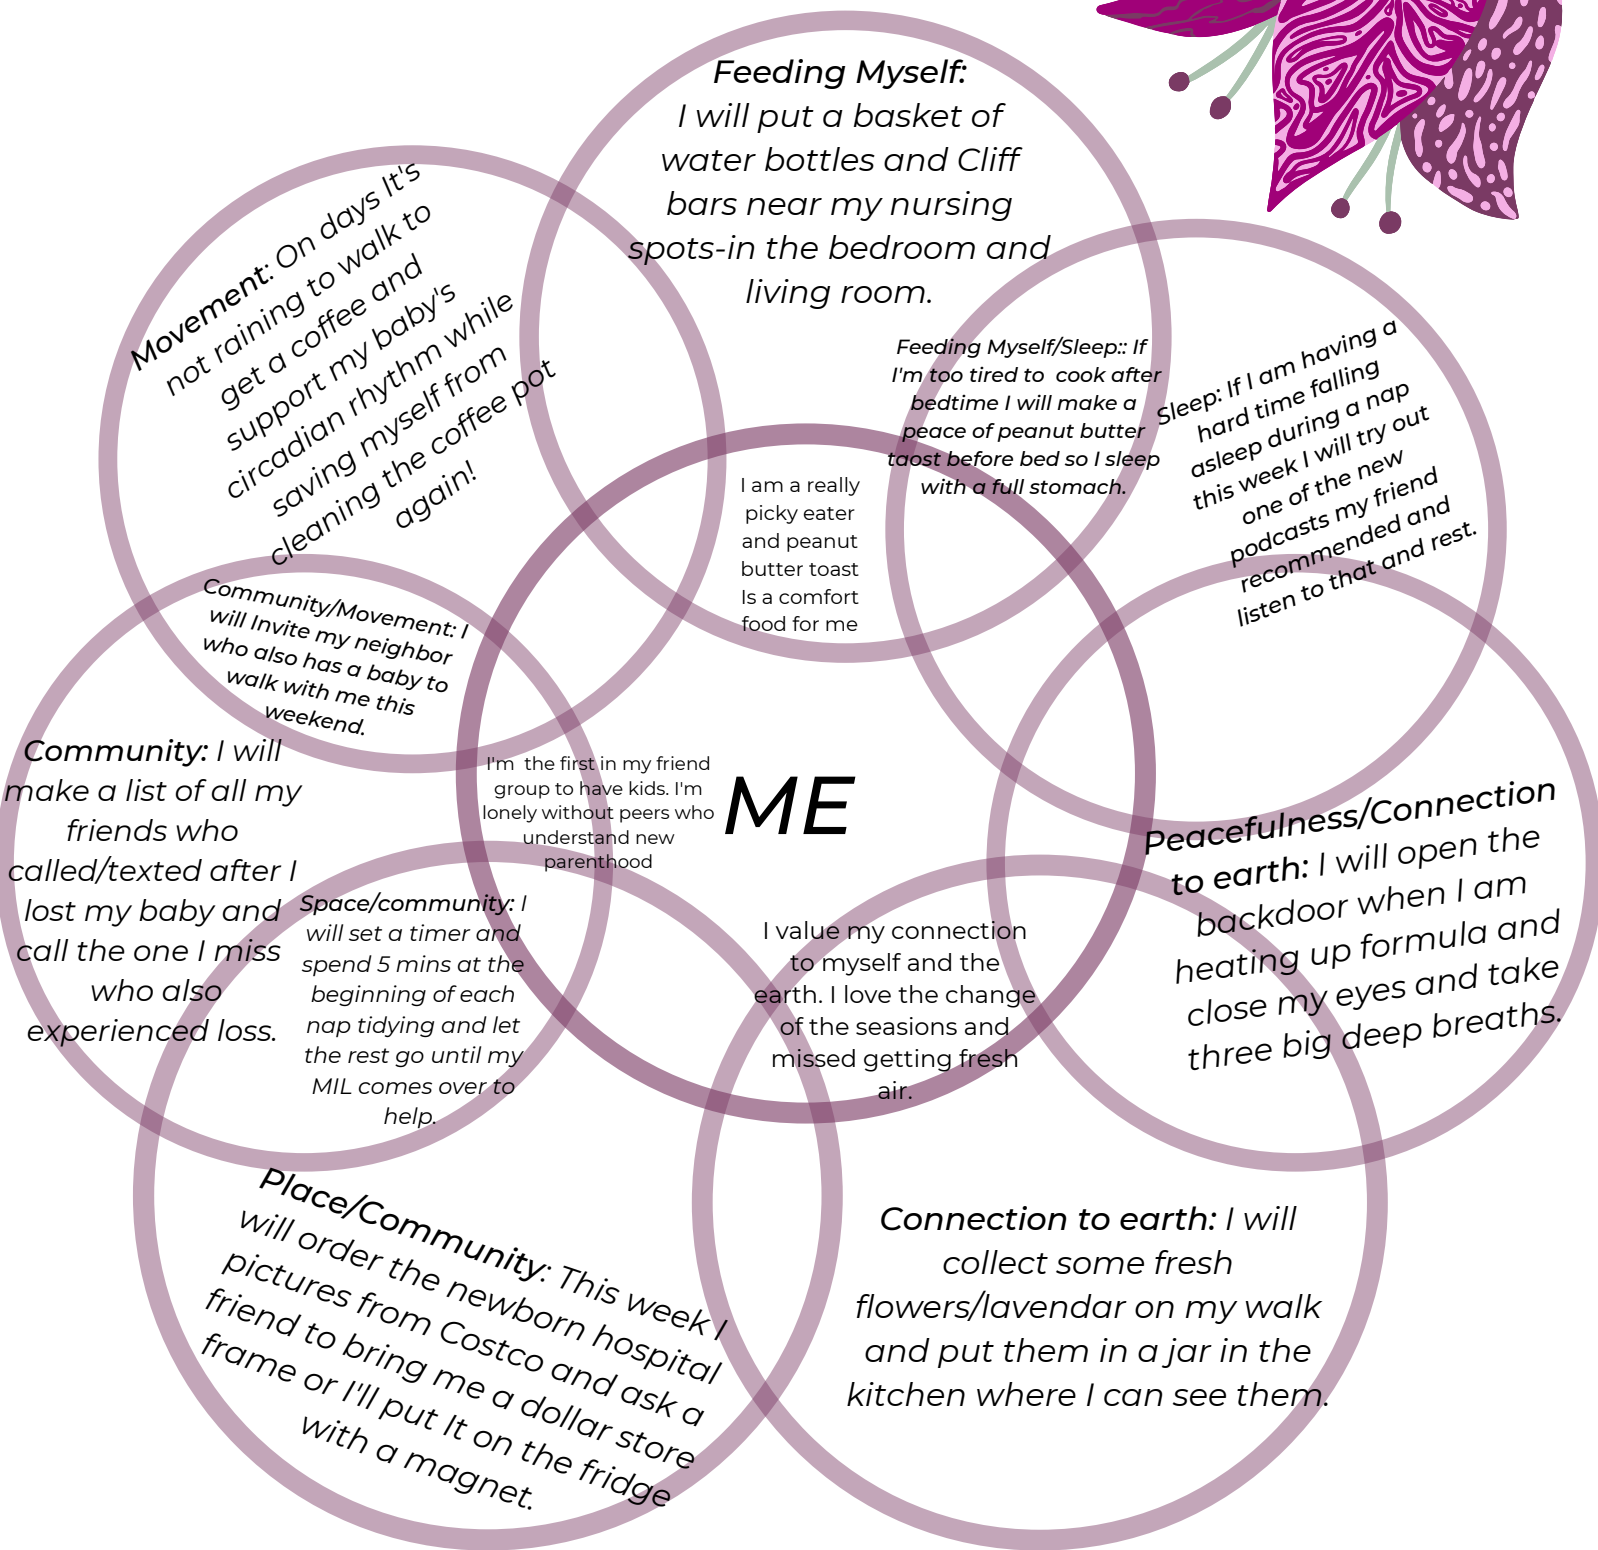 Feeding Myself:
I will put a basket of
water bottles and Cliff
bars near my nursing
spots-in the bedroom and
living room.
Movement: On days It's
not raining to walk to
get a coffee and
support my baby's
circadian rhythm while
saving myself from
cleaning the coffee pot
again!
Feeding Myself/Sleep:: If
I'm too tired to cook after
bedtime I will make a
peace of peanut butter
taost before bed so I sleep
with a full stomach.
Sleep: If I am having a
hard time falling
asleep during a nap
this week I will try out
one of the new
podcasts my friend
recommended and
listen to that and rest.
I am a really
picky eater
and peanut
butter toast
Is a comfort
food for me
Community/Movement: I
will Invite my neighbor
who also has a baby to
walk with me this
weekend.
Community: I will
make a list of all my
friends who
called/texted after I
lost my baby and
call the one I miss
who also
experienced loss.
I'm the first in my friend
group to have kids. I'm
lonely without peers who
understand new
parenthood
ME
Peacefulness/Connection
to earth: I will open the
backdoor when I am
heating up formula and
close my eyes and take
three big deep breaths.
Space/community: I
will set a timer and
spend 5 mins at the
beginning of each
nap tidying and let
the rest go until my
MIL comes over to
help.
I value my connection
to myself and the
earth. I love the change
of the seasions and
missed getting fresh
air.
Place/Community: This week I
will order the newborn hospital
pictures from Costco and ask a
friend to bring me a dollar store
frame or I'll put It on the fridge
with a magnet.
Connection to earth: I will
collect some fresh
flowers/lavendar on my walk
and put them in a jar in the
kitchen where I can see them.